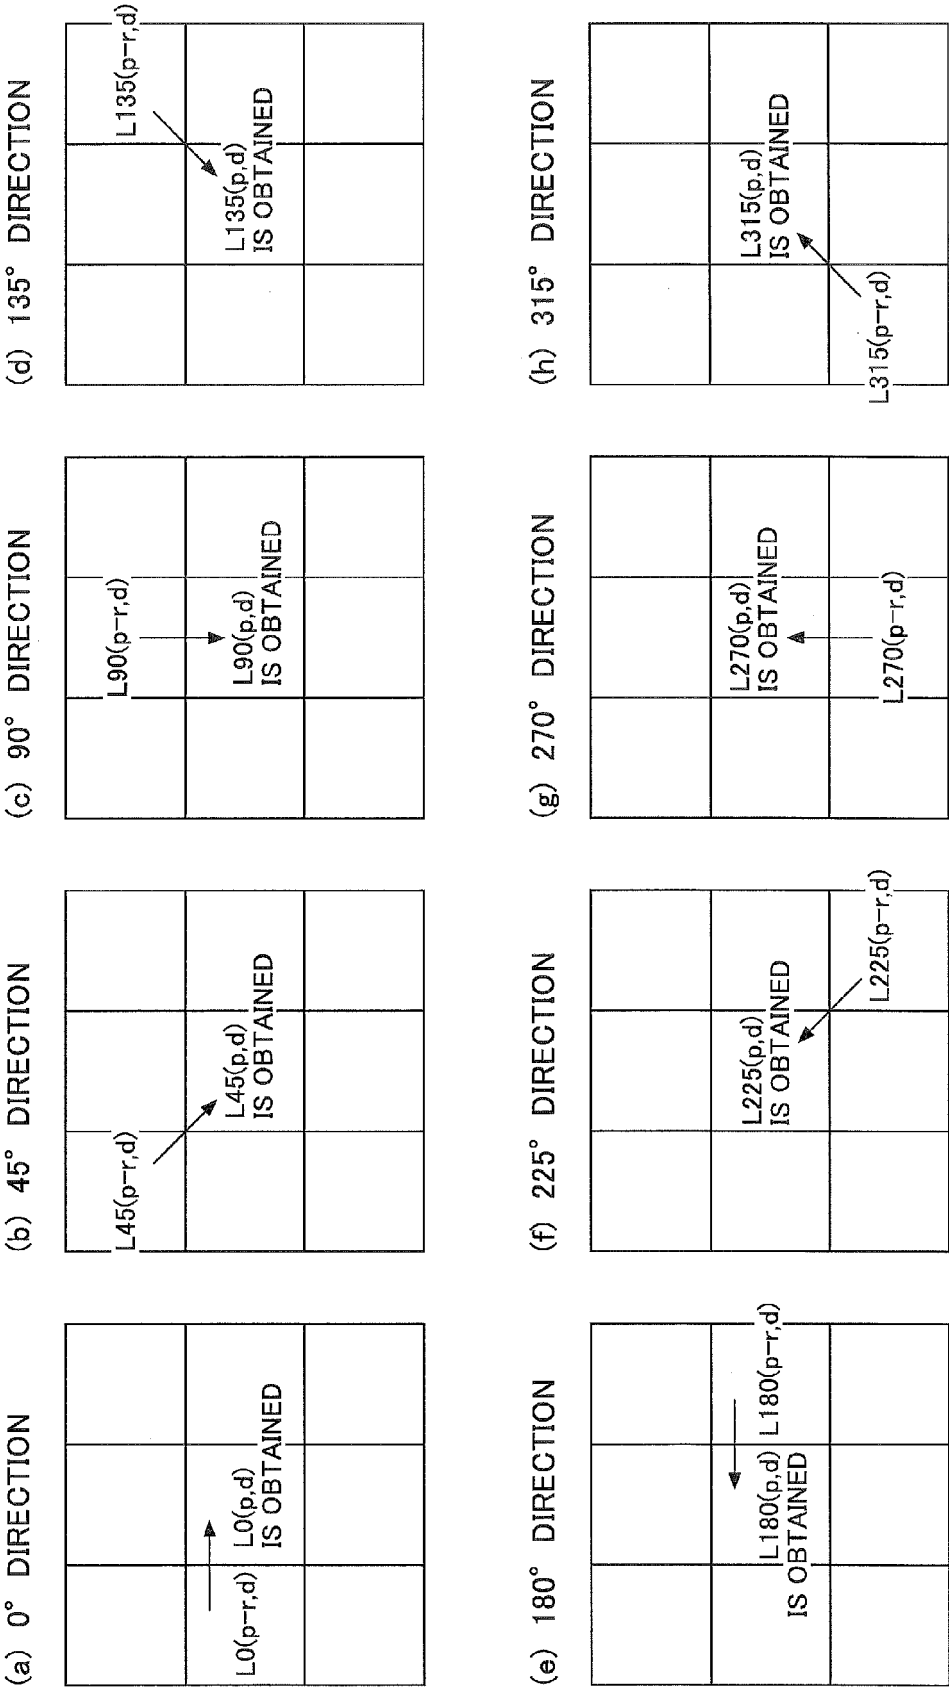 (a) 0° DIRECTION
L0(p-r,d)
L0(p,d)
IS OBTAINED
(b) 45° DIRECTION
L45(p-r,d)
L45(p,d)
IS OBTAINED
(c) 90° DIRECTION
L90(p-r,d)
L90(p,d)
IS OBTAINED
(d) 135° DIRECTION
L135(p-r,d)
L135(p,d)
IS OBTAINED
(e) 180° DIRECTION
L180(p,d)
IS OBTAINED
L180(p-r,d)
(f) 225° DIRECTION
L225(p,d)
IS OBTAINED
L225(p-r,d)
(g) 270° DIRECTION
L270(p,d)
IS OBTAINED
L270(p-r,d)
(h) 315° DIRECTION
L315(p,d)
IS OBTAINED
L315(p-r,d)